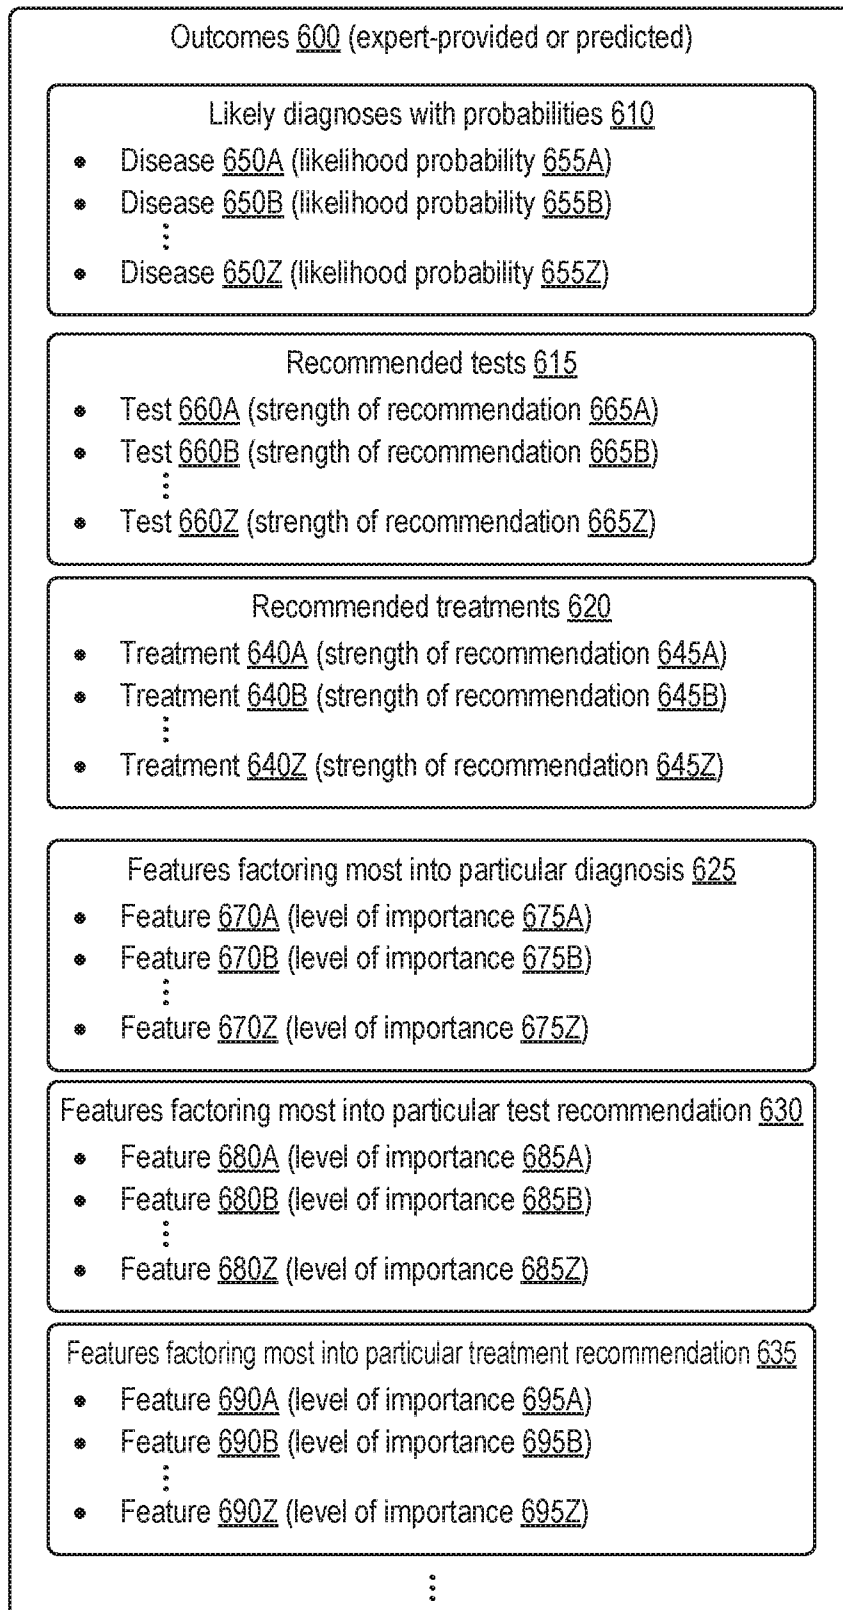 Outcomes 600 (expert-provided or predicted)
Likely diagnoses with probabilities 610
• Disease 650A (likelihood probability 655A)
• Disease 650B (likelihood probability 655B)
⋮
• Disease 650Z (likelihood probability 655Z)
Recommended tests 615
• Test 660A (strength of recommendation 665A)
• Test 660B (strength of recommendation 665B)
⋮
• Test 660Z (strength of recommendation 665Z)
Recommended treatments 620
• Treatment 640A (strength of recommendation 645A)
• Treatment 640B (strength of recommendation 645B)
⋮
• Treatment 640Z (strength of recommendation 645Z)
Features factoring most into particular diagnosis 625
• Feature 670A (level of importance 675A)
• Feature 670B (level of importance 675B)
⋮
• Feature 670Z (level of importance 675Z)
Features factoring most into particular test recommendation 630
• Feature 680A (level of importance 685A)
• Feature 680B (level of importance 685B)
⋮
• Feature 680Z (level of importance 685Z)
Features factoring most into particular treatment recommendation 635
• Feature 690A (level of importance 695A)
• Feature 690B (level of importance 695B)
⋮
• Feature 690Z (level of importance 695Z)
⋮